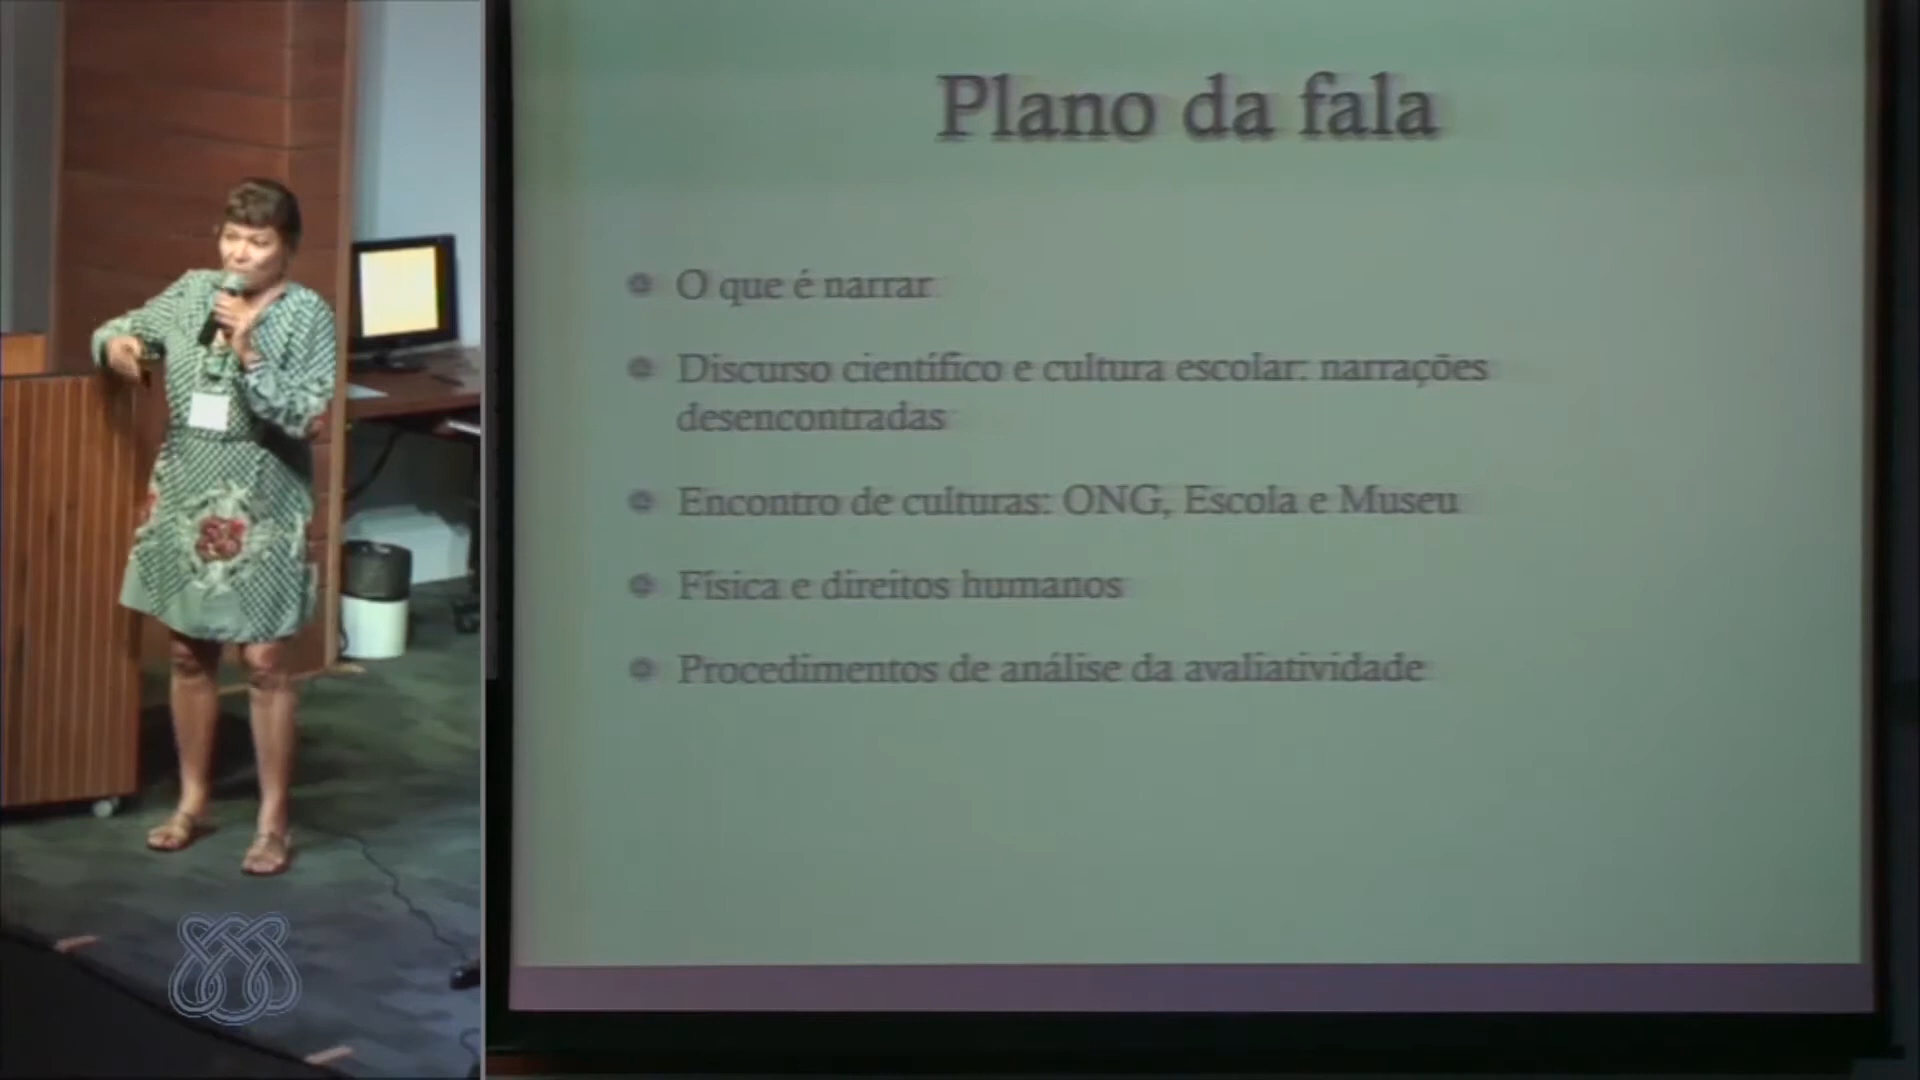 Plano da fala
O que é narrar
Discurso científico e cultura escolar: narrações
desencontradas
Encontro de culturas: ONG, Escola e Museu
Física e direitos humanos
Procedimentos de análise da avaliatividade